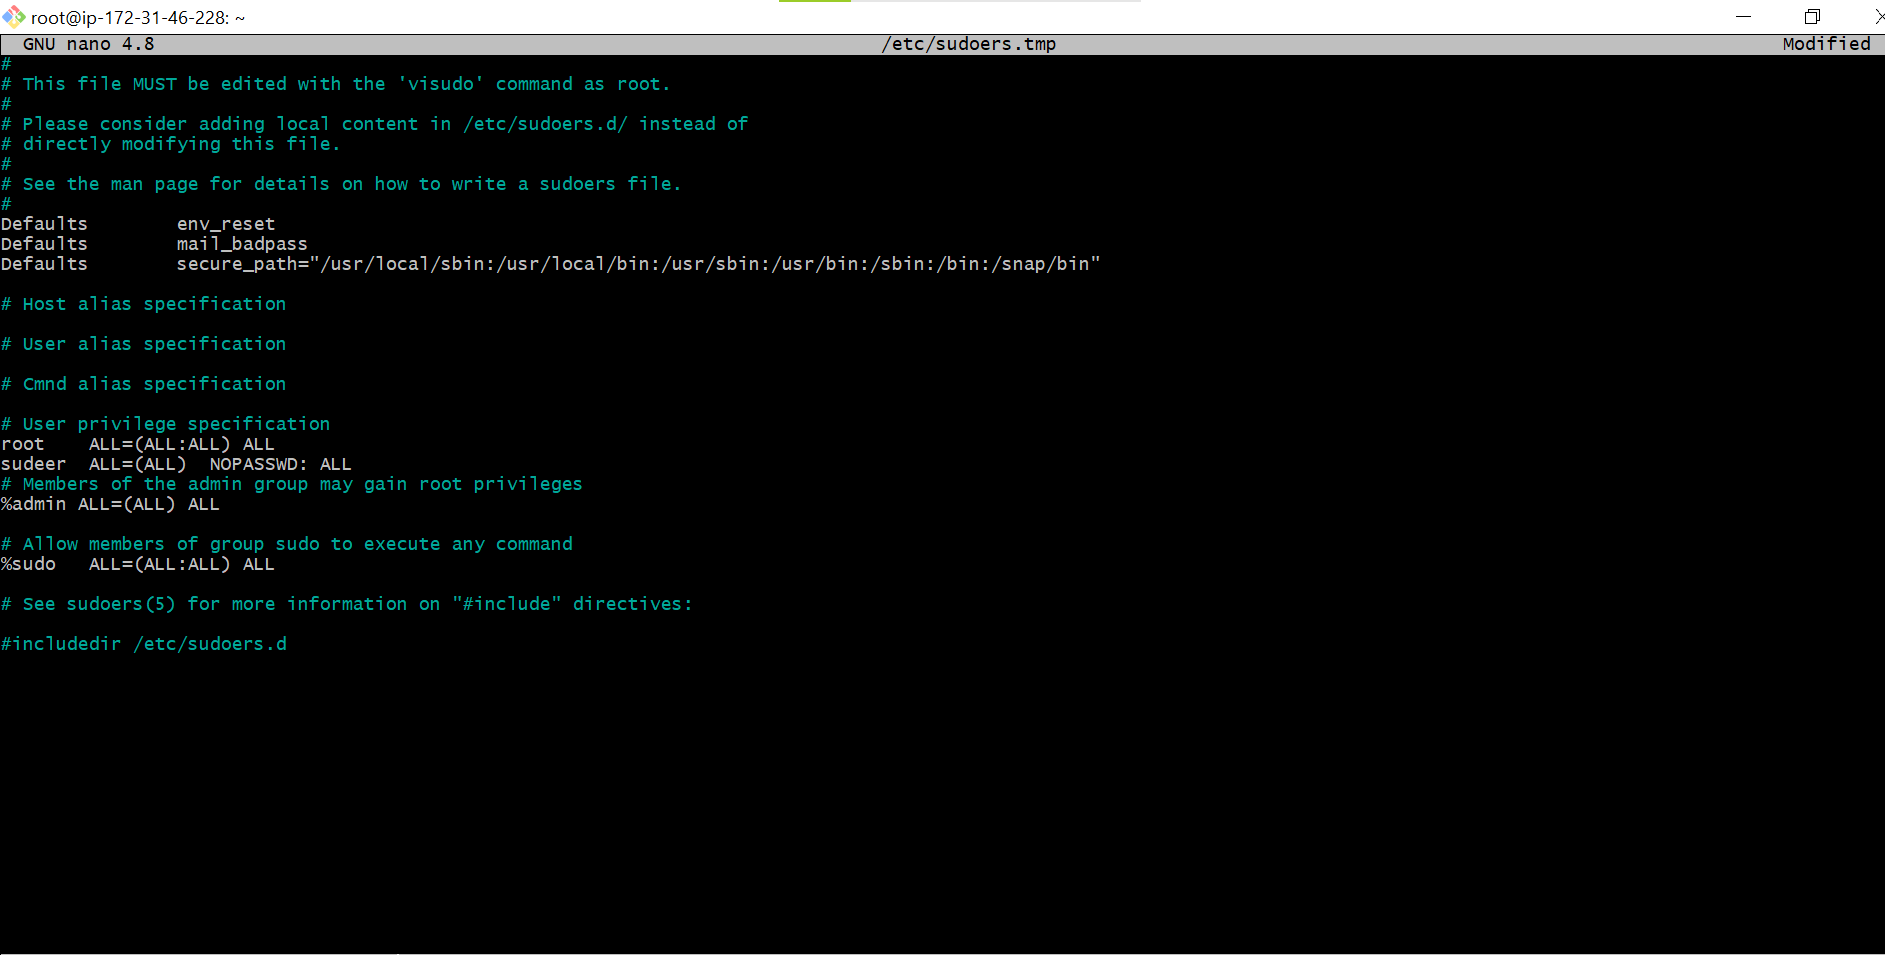 root@ip-172-31-46-228: ~
GNU nano 4.8 /etc/sudoers.tmp Modified
#
# This file MUST be edited with the 'visudo' command as root.
#
# Please consider adding local content in /etc/sudoers.d/ instead of
# directly modifying this file.
#
# See the man page for details on how to write a sudoers file.
#
Defaults        env_reset
Defaults        mail_badpass
Defaults        secure_path="/usr/local/sbin:/usr/local/bin:/usr/sbin:/usr/bin:/sbin:/bin:/snap/bin"
# Host alias specification
# User alias specification
# Cmnd alias specification
# User privilege specification
root    ALL=(ALL:ALL) ALL
sudeer  ALL=(ALL)  NOPASSWD: ALL
# Members of the admin group may gain root privileges
%admin ALL=(ALL) ALL
# Allow members of group sudo to execute any command
%sudo   ALL=(ALL:ALL) ALL
# See sudoers(5) for more information on "#include" directives:
#includedir /etc/sudoers.d